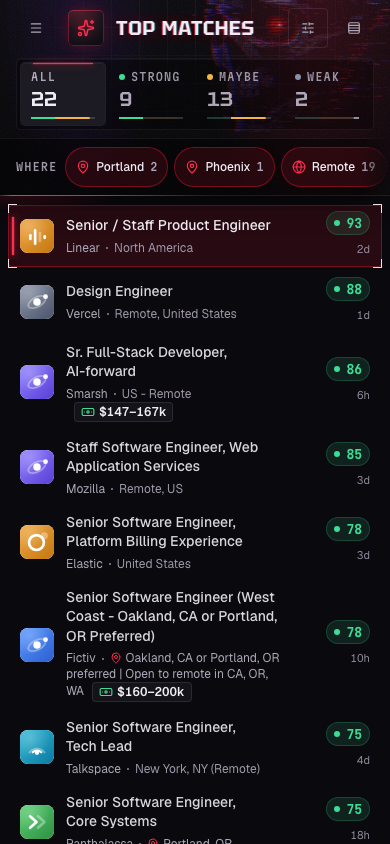 TOP MATCHES
ALL
22
STRONG
9
MAYBE
13
WEAK
2
WHERE
Portland 2
Phoenix 1
Remote 19
Senior / Staff Product Engineer
93
Linear · North America
2d
Design Engineer
88
Vercel · Remote, United States
1d
Sr. Full-Stack Developer,
AI-forward
86
Smarsh · US - Remote
6h
$147–167k
Staff Software Engineer, Web
Application Services
85
Mozilla · Remote, US
3d
Senior Software Engineer,
Platform Billing Experience
78
Elastic · United States
3d
Senior Software Engineer (West
Coast - Oakland, CA or Portland,
OR Preferred)
78
Fictiv · Oakland, CA or Portland, OR
preferred | Open to remote in CA, OR,
WA $160–200k
10h
Senior Software Engineer,
Tech Lead
75
Talkspace · New York, NY (Remote)
4d
Senior Software Engineer,
Core Systems
75
Panthalassa · Portland, OR
18h